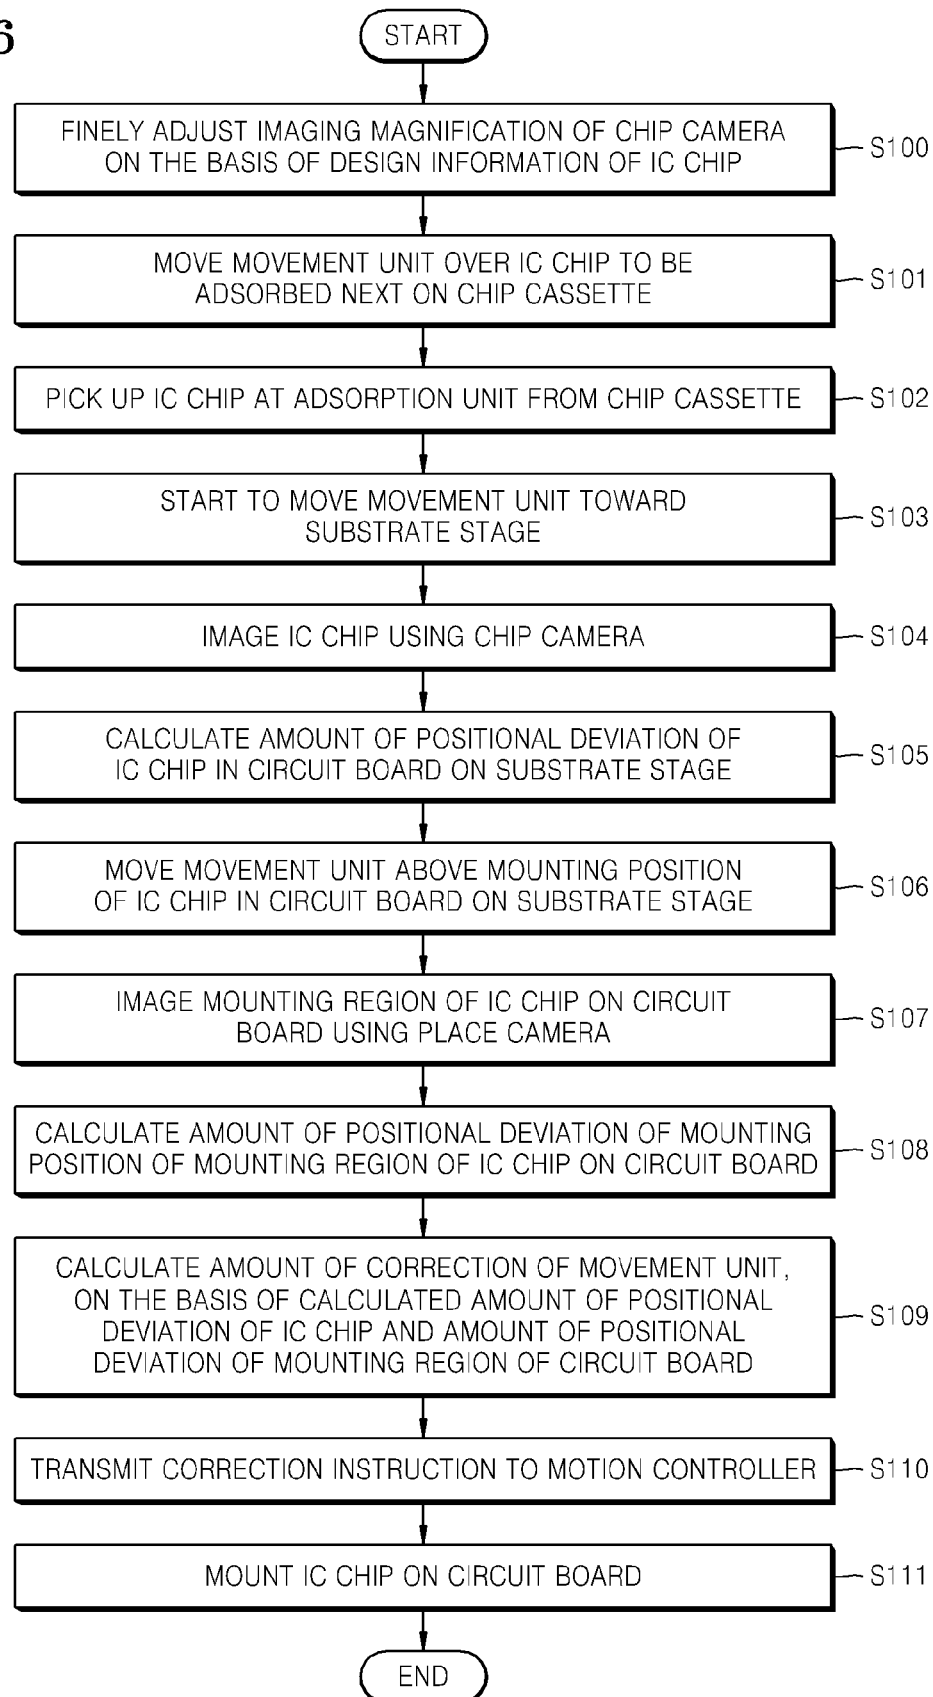 6
START
FINELY ADJUST IMAGING MAGNIFICATION OF CHIP CAMERA
ON THE BASIS OF DESIGN INFORMATION OF IC CHIP
S100
MOVE MOVEMENT UNIT OVER IC CHIP TO BE
ADSORBED NEXT ON CHIP CASSETTE
S101
PICK UP IC CHIP AT ADSORPTION UNIT FROM CHIP CASSETTE
S102
START TO MOVE MOVEMENT UNIT TOWARD
SUBSTRATE STAGE
S103
IMAGE IC CHIP USING CHIP CAMERA
S104
CALCULATE AMOUNT OF POSITIONAL DEVIATION OF
IC CHIP IN CIRCUIT BOARD ON SUBSTRATE STAGE
S105
MOVE MOVEMENT UNIT ABOVE MOUNTING POSITION
OF IC CHIP IN CIRCUIT BOARD ON SUBSTRATE STAGE
S106
IMAGE MOUNTING REGION OF IC CHIP ON CIRCUIT
BOARD USING PLACE CAMERA
S107
CALCULATE AMOUNT OF POSITIONAL DEVIATION OF MOUNTING
POSITION OF MOUNTING REGION OF IC CHIP ON CIRCUIT BOARD
S108
CALCULATE AMOUNT OF CORRECTION OF MOVEMENT UNIT,
ON THE BASIS OF CALCULATED AMOUNT OF POSITIONAL
DEVIATION OF IC CHIP AND AMOUNT OF POSITIONAL
DEVIATION OF MOUNTING REGION OF CIRCUIT BOARD
S109
TRANSMIT CORRECTION INSTRUCTION TO MOTION CONTROLLER
S110
MOUNT IC CHIP ON CIRCUIT BOARD
S111
END